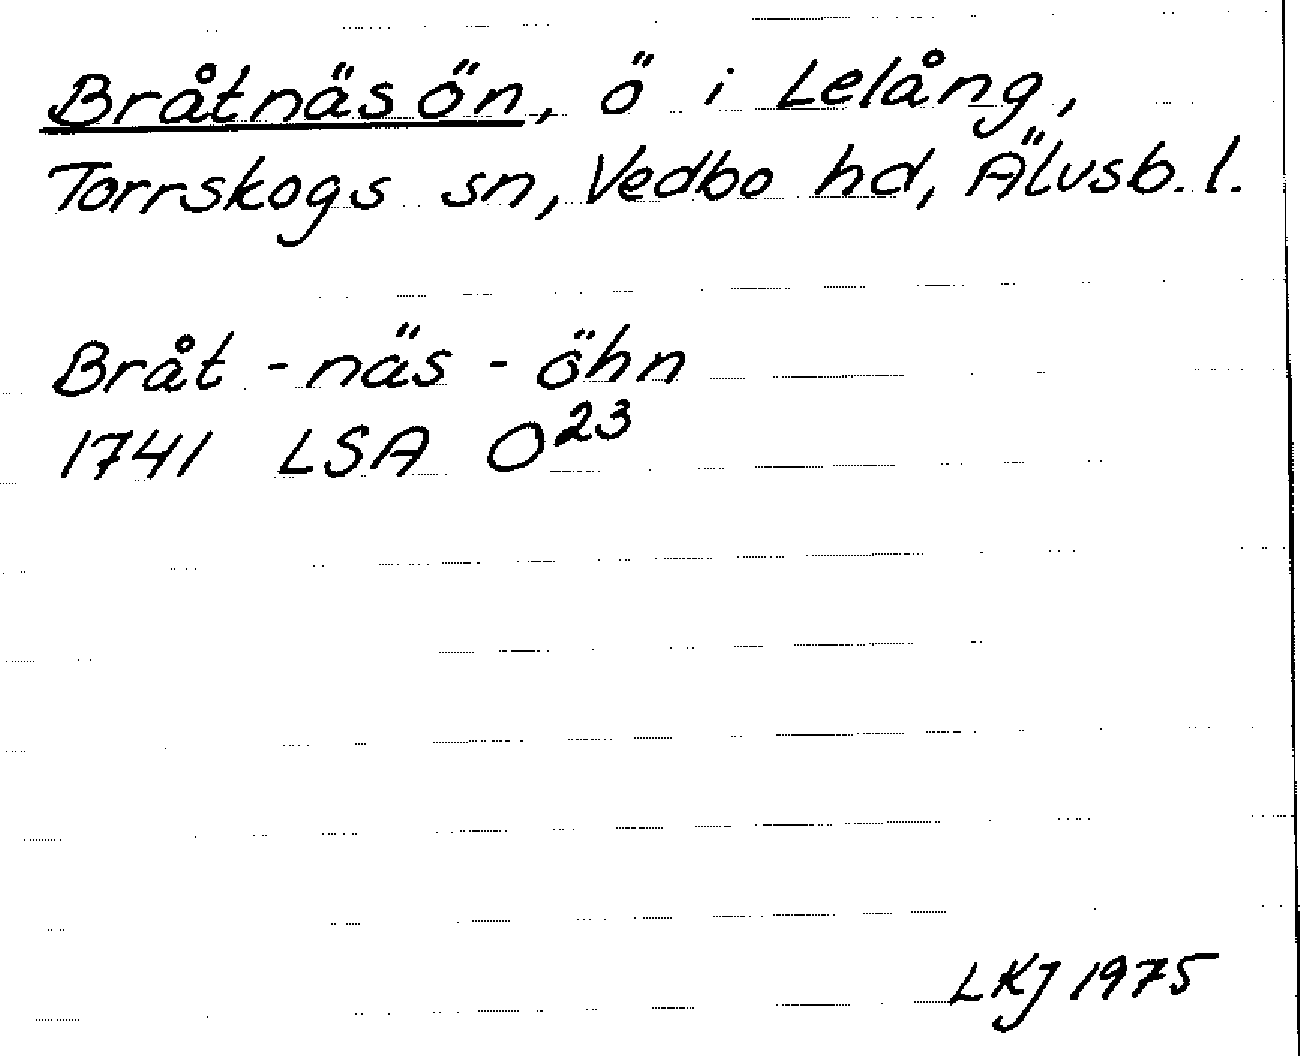 Bråtnäsön, ö i Lelång,
Torrskogs sn, Vedbo hd, Älvsb. l.
Bråt - näs - öhn
1741 LSA O23
LKJ 1975